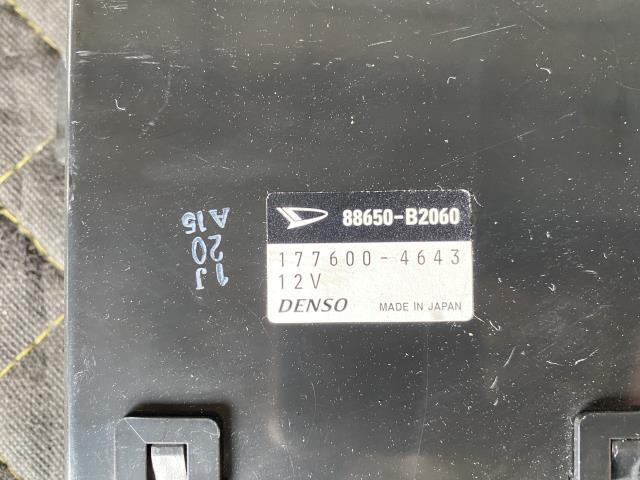 88650-B2060
177600-4643
12V
DENSO MADE IN JAPAN
J
120
A15